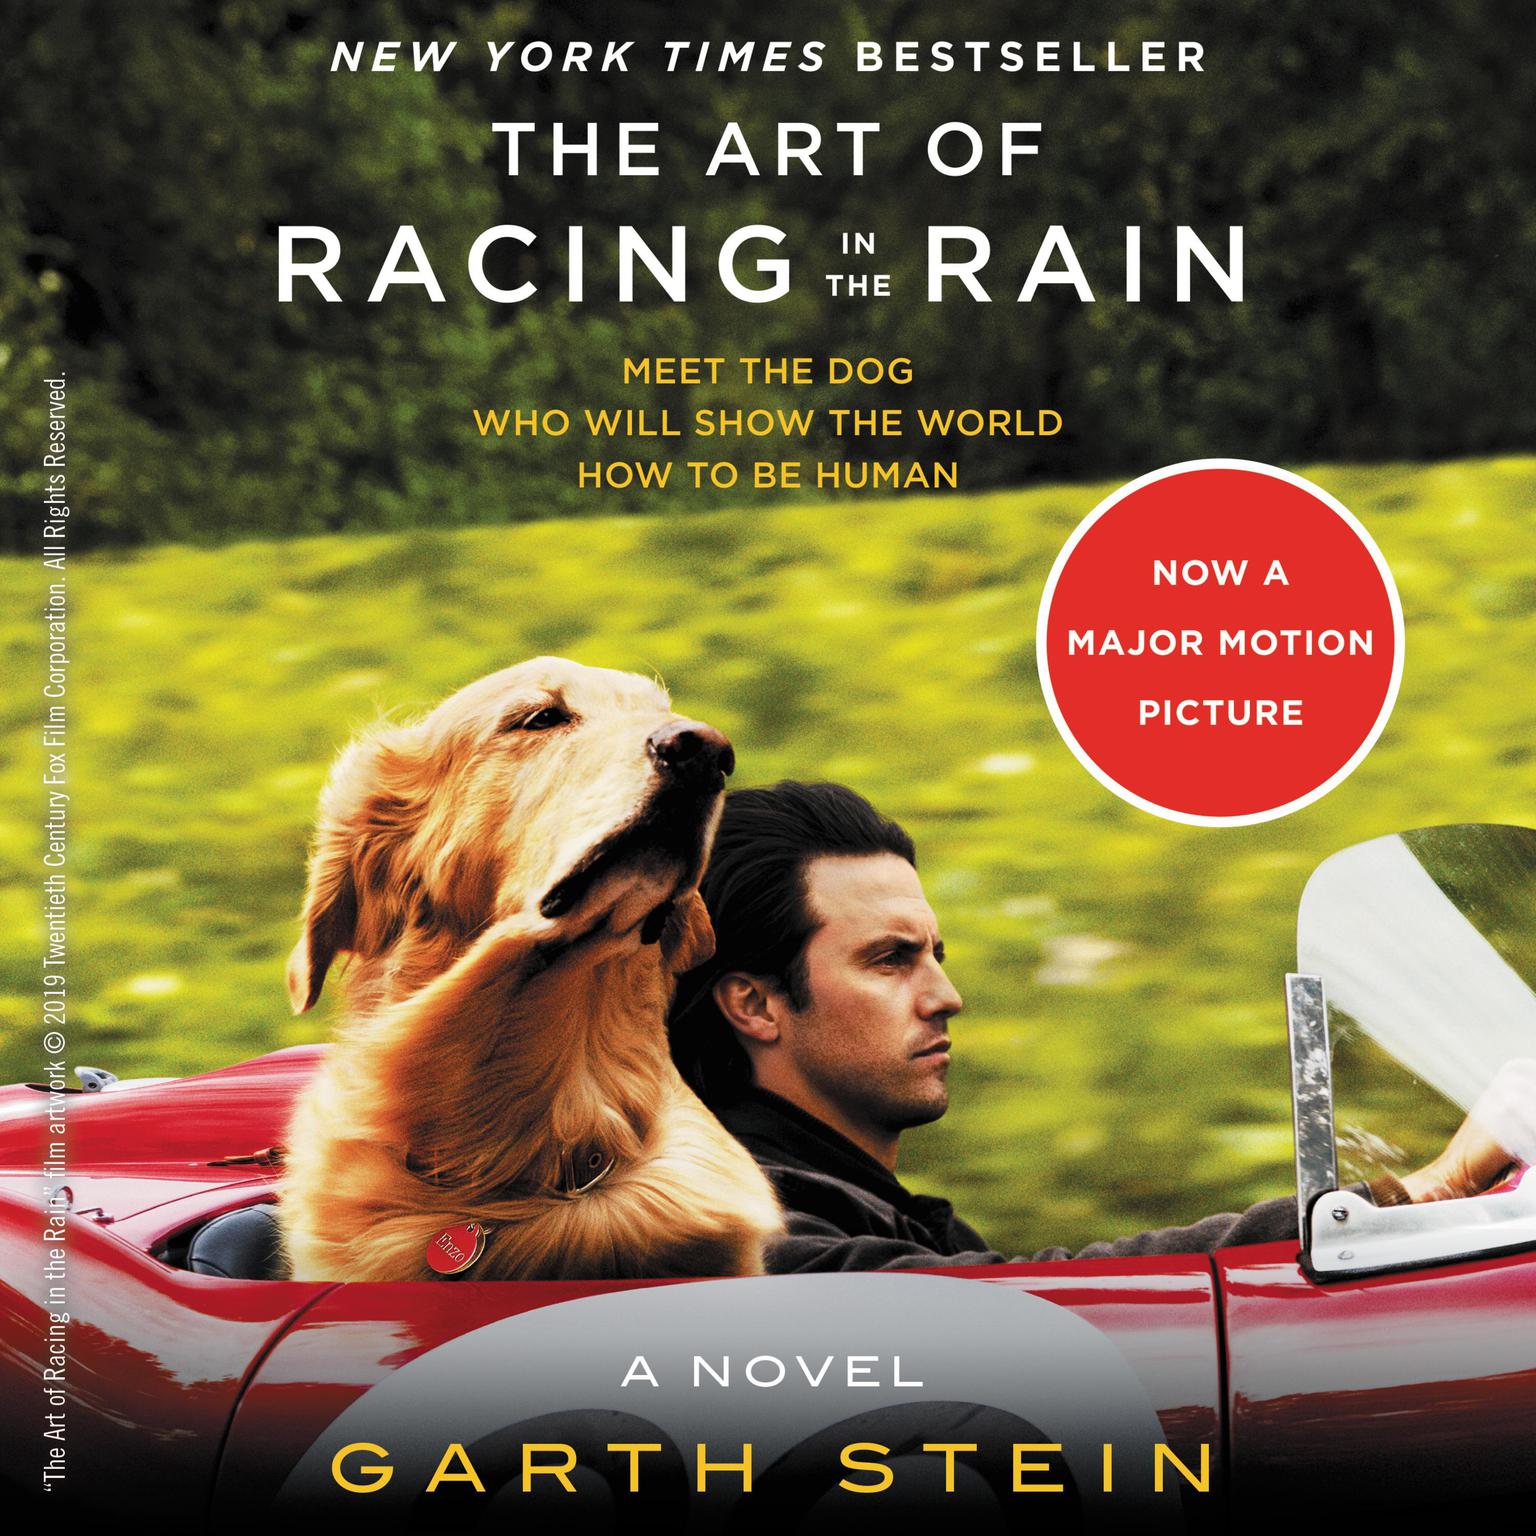 NEW YORK TIMES BESTSELLER
THE ART OF
RACING IN THE RAIN
MEET THE DOG
WHO WILL SHOW THE WORLD
HOW TO BE HUMAN
NOW A
MAJOR MOTION
PICTURE
"The Art of Racing in the Rain" film artwork © 2019 Twentieth Century Fox Film Corporation. All Rights Reserved.
Enzo
A NOVEL
GARTH STEIN